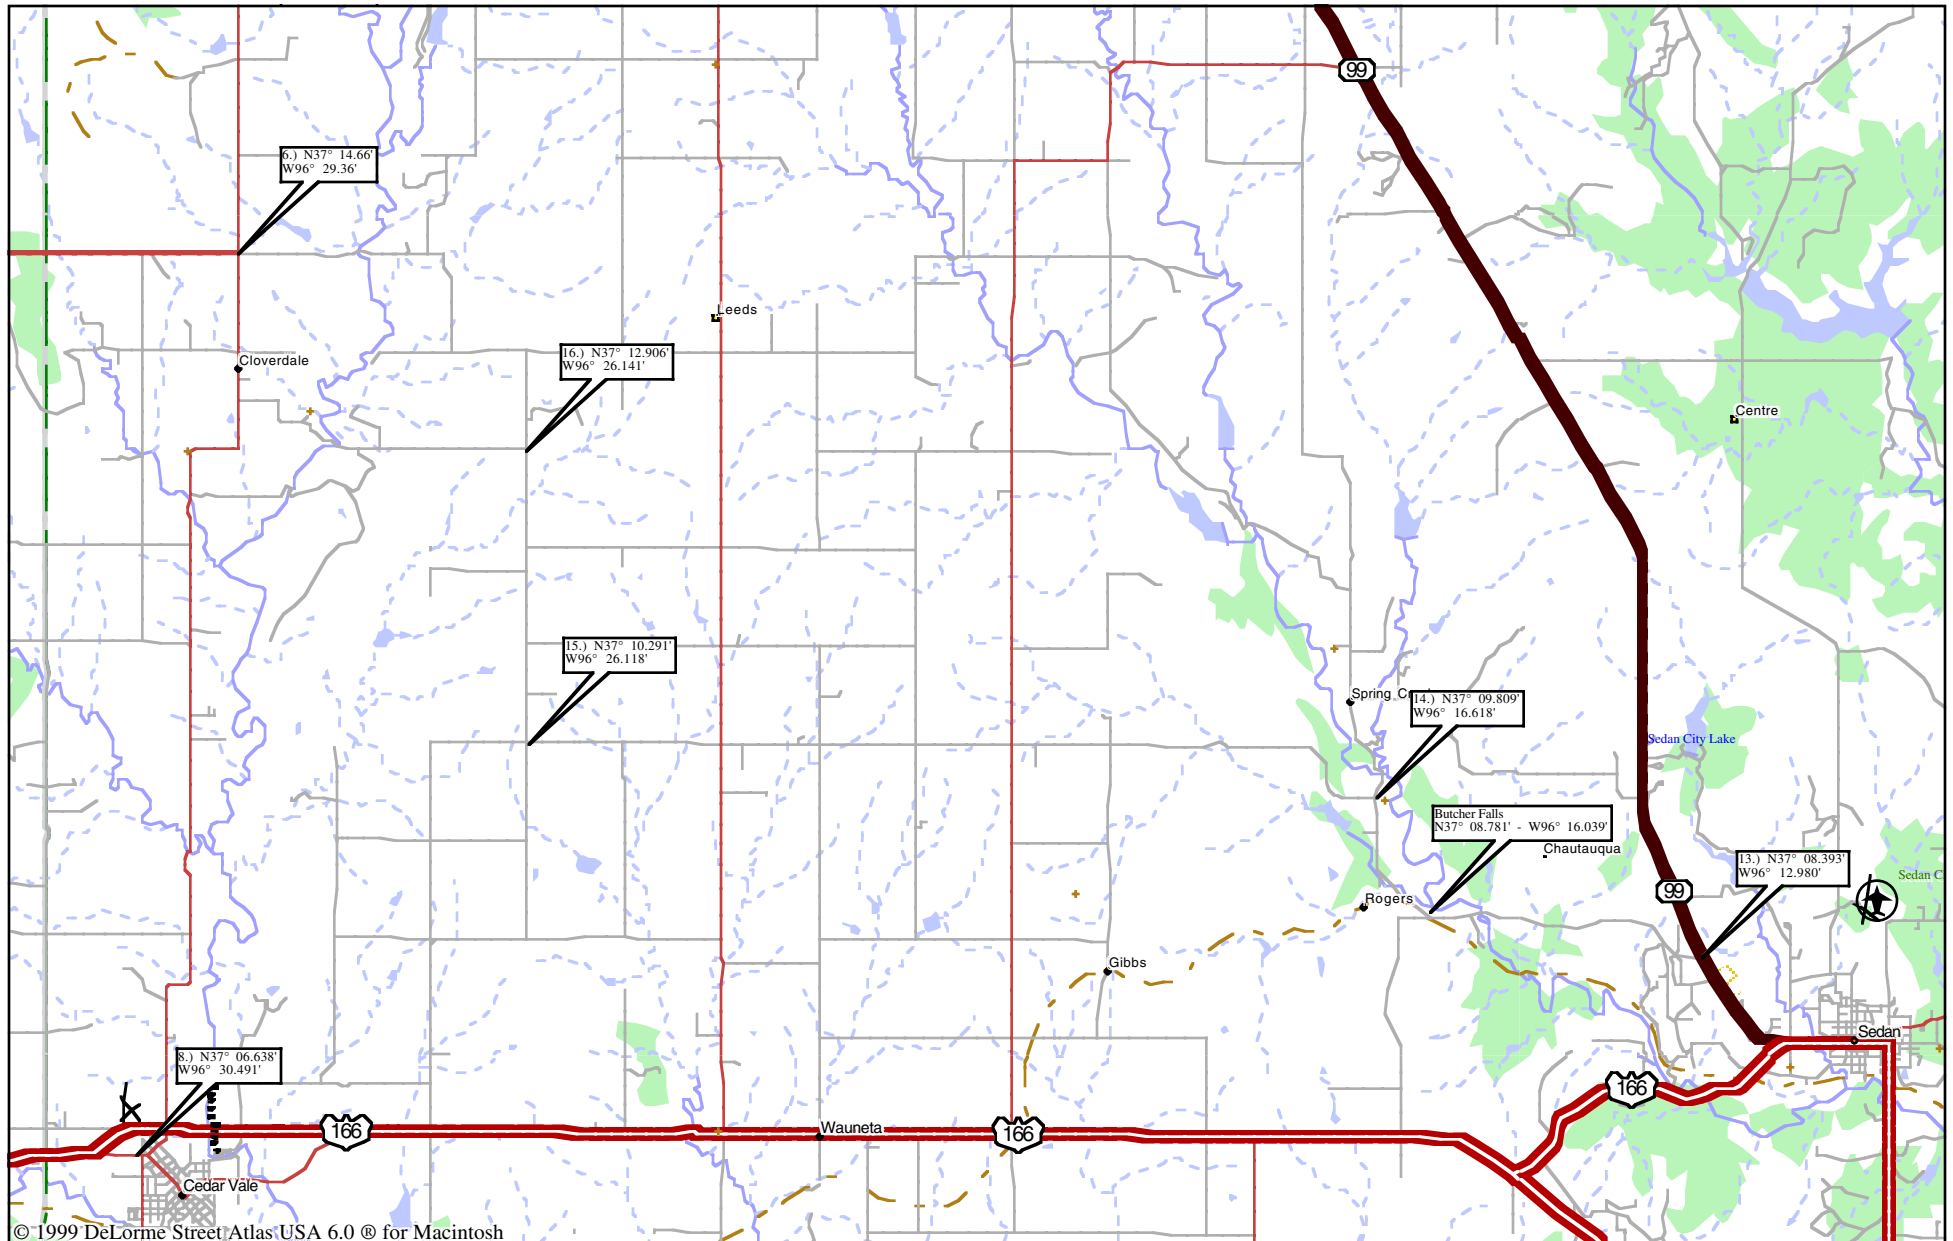 99
6.) N37° 14.66'
W96° 29.36'
Leeds
16.) N37° 12.906'
W96° 26.141'
Cloverdale
Centre
15.) N37° 10.291'
W96° 26.118'
Spring Cr
14.) N37° 09.809'
W96° 16.618'
Sedan City Lake
Butcher Falls
N37° 08.781' - W96° 16.039'
Chautauqua
13.) N37° 08.393'
W96° 12.980'
Sedan C
99
Rogers
Gibbs
Sedan
8.) N37° 06.638'
W96° 30.491'
166
166
166
Wauneta
Cedar Vale
© 1999 DeLorme Street Atlas USA 6.0 ® for Macintosh